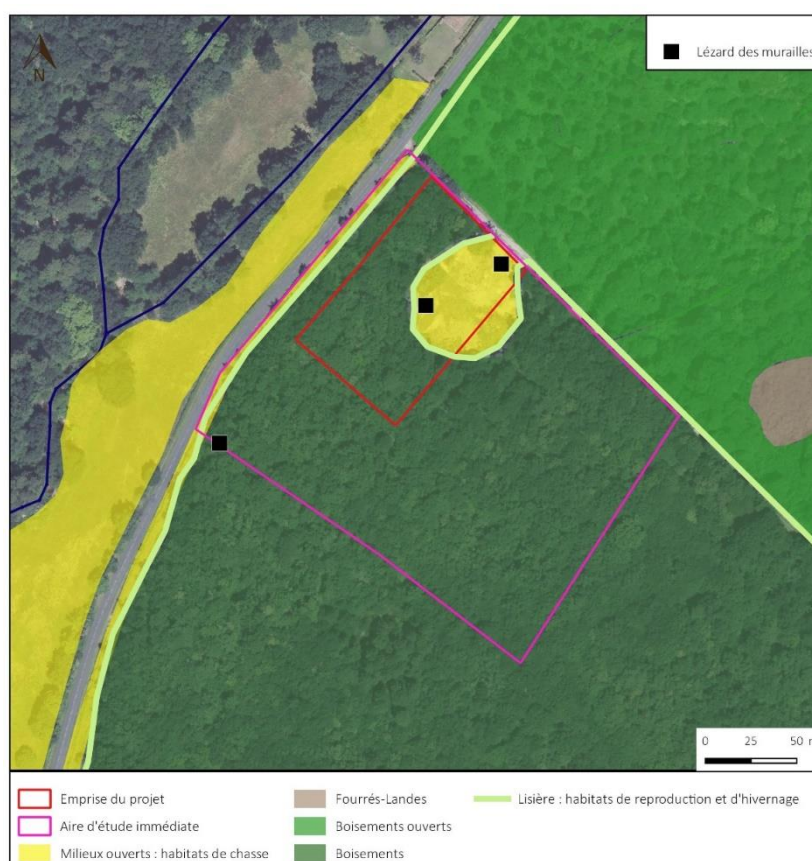 N
Lézard des murailles
0 25 50 m
Emprise du projet
Aire d'étude immédiate
Milieux ouverts : habitats de chasse
Fourrés-Landes
Boisements ouverts
Boisements
Lisière : habitats de reproduction et d'hivernage